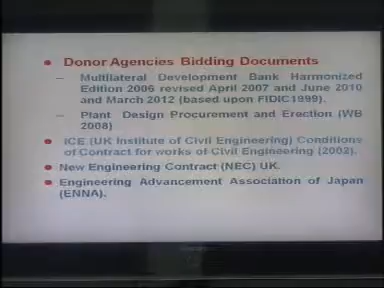 Donor Agencies Bidding Documents
– Multilateral Development Bank Harmonized
Edition 2006 revised April 2007 and June 2010
and March 2012 (based upon FIDIC1999).
– Plant Design Procurement and Erection (WB
2008)
ICE (UK Institute of Civil Engineering) Conditions
of Contract for works of Civil Engineering (2002).
New Engineering Contract (NEC) UK.
Engineering Advancement Association of Japan
(ENNA).